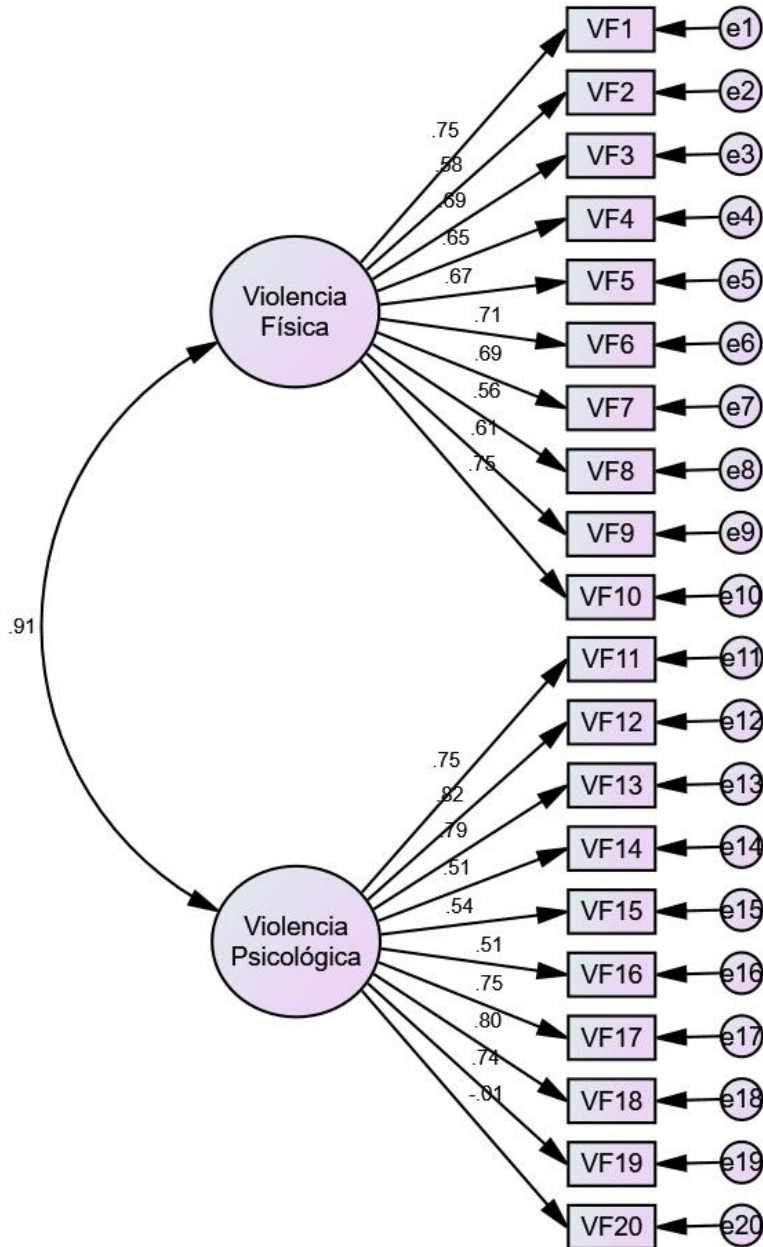 VF1 e1
VF2 e2
.75
VF3 e3
.58
.69
VF4 e4
.65
.67
VF5 e5
Violencia
Física
.71
VF6 e6
.69
.56
VF7 e7
.61
.75
VF8 e8
VF9 e9
VF10 e10
.91
VF11 e11
VF12 e12
.75
VF13 e13
.82
.79
VF14 e14
.51
.54
VF15 e15
Violencia
Psicológica
.51
VF16 e16
.75
.80
VF17 e17
.74
-.01
VF18 e18
VF19 e19
VF20 e20